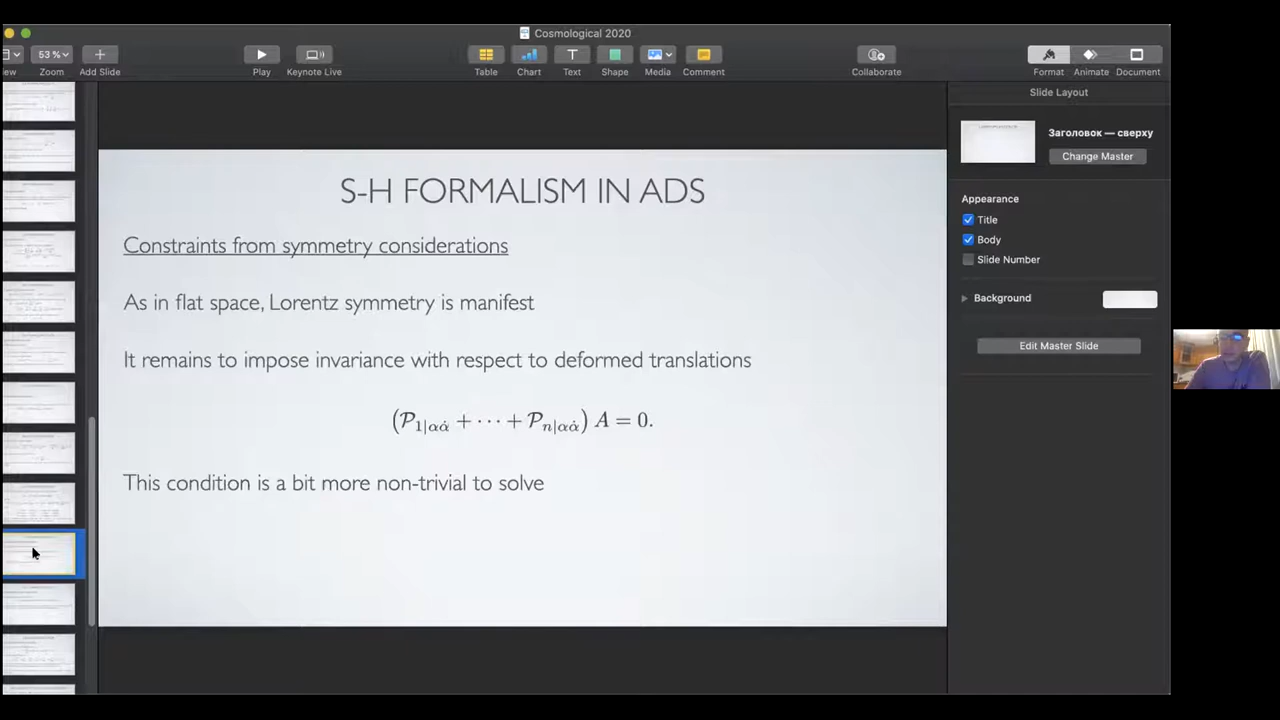 Cosmological 2020
53 %
ew Zoom Add Slide Play Keynote Live Table Chart Text Shape Media Comment Collaborate Format Animate Document
Slide Layout
Заголовок — сверху
Change Master
Appearance
Title
Body
Slide Number
Background
Edit Master Slide
S-H FORMALISM IN ADS
Constraints from symmetry considerations
As in flat space, Lorentz symmetry is manifest
It remains to impose invariance with respect to deformed translations
(𝒫₁|αα̇ + ⋯ + 𝒫ₙ|αα̇) A = 0.
This condition is a bit more non-trivial to solve